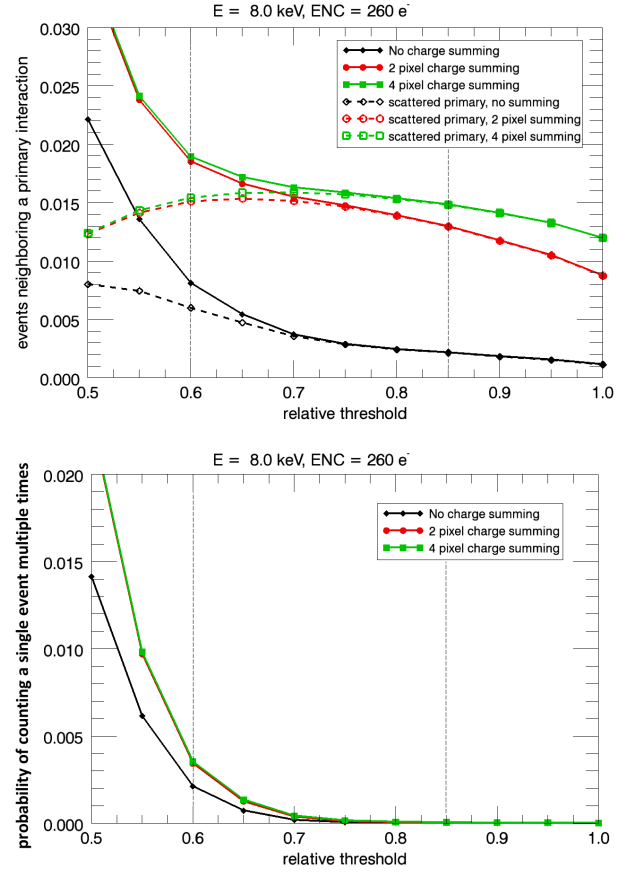 E = 8.0 keV, ENC = 260 e-
events neighboring a primary interaction
0.030
0.025
0.020
0.015
0.010
0.005
0.000
No charge summing
2 pixel charge summing
4 pixel charge summing
scattered primary, no summing
scattered primary, 2 pixel summing
scattered primary, 4 pixel summing
0.5 0.6 0.7 0.8 0.9 1.0
relative threshold
E = 8.0 keV, ENC = 260 e-
probability of counting a single event multiple times
0.020
0.015
0.010
0.005
0.000
No charge summing
2 pixel charge summing
4 pixel charge summing
0.5 0.6 0.7 0.8 0.9 1.0
relative threshold